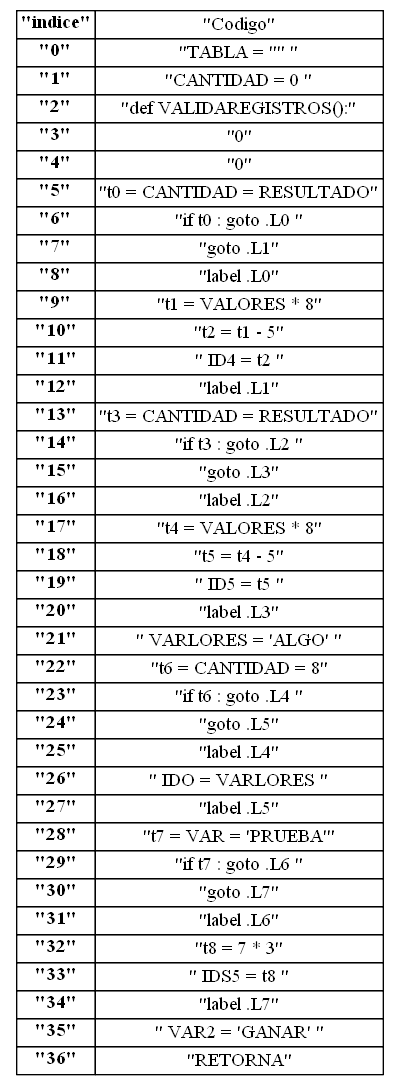 "indice" "Codigo"
"0" "TABLA = "" "
"1" "CANTIDAD = 0 "
"2" "def VALIDAREGISTROS():"
"3" "0"
"4" "0"
"5" "t0 = CANTIDAD = RESULTADO"
"6" "if t0 : goto .L0 "
"7" "goto .L1"
"8" "label .L0"
"9" "t1 = VALORES * 8"
"10" "t2 = t1 - 5"
"11" " ID4 = t2 "
"12" "label .L1"
"13" "t3 = CANTIDAD = RESULTADO"
"14" "if t3 : goto .L2 "
"15" "goto .L3"
"16" "label .L2"
"17" "t4 = VALORES * 8"
"18" "t5 = t4 - 5"
"19" " ID5 = t5 "
"20" "label .L3"
"21" " VARLORES = 'ALGO' "
"22" "t6 = CANTIDAD = 8"
"23" "if t6 : goto .L4 "
"24" "goto .L5"
"25" "label .L4"
"26" " IDO = VARLORES "
"27" "label .L5"
"28" "t7 = VAR = 'PRUEBA'"
"29" "if t7 : goto .L6 "
"30" "goto .L7"
"31" "label .L6"
"32" "t8 = 7 * 3"
"33" " IDS5 = t8 "
"34" "label .L7"
"35" " VAR2 = 'GANAR' "
"36" "RETORNA"